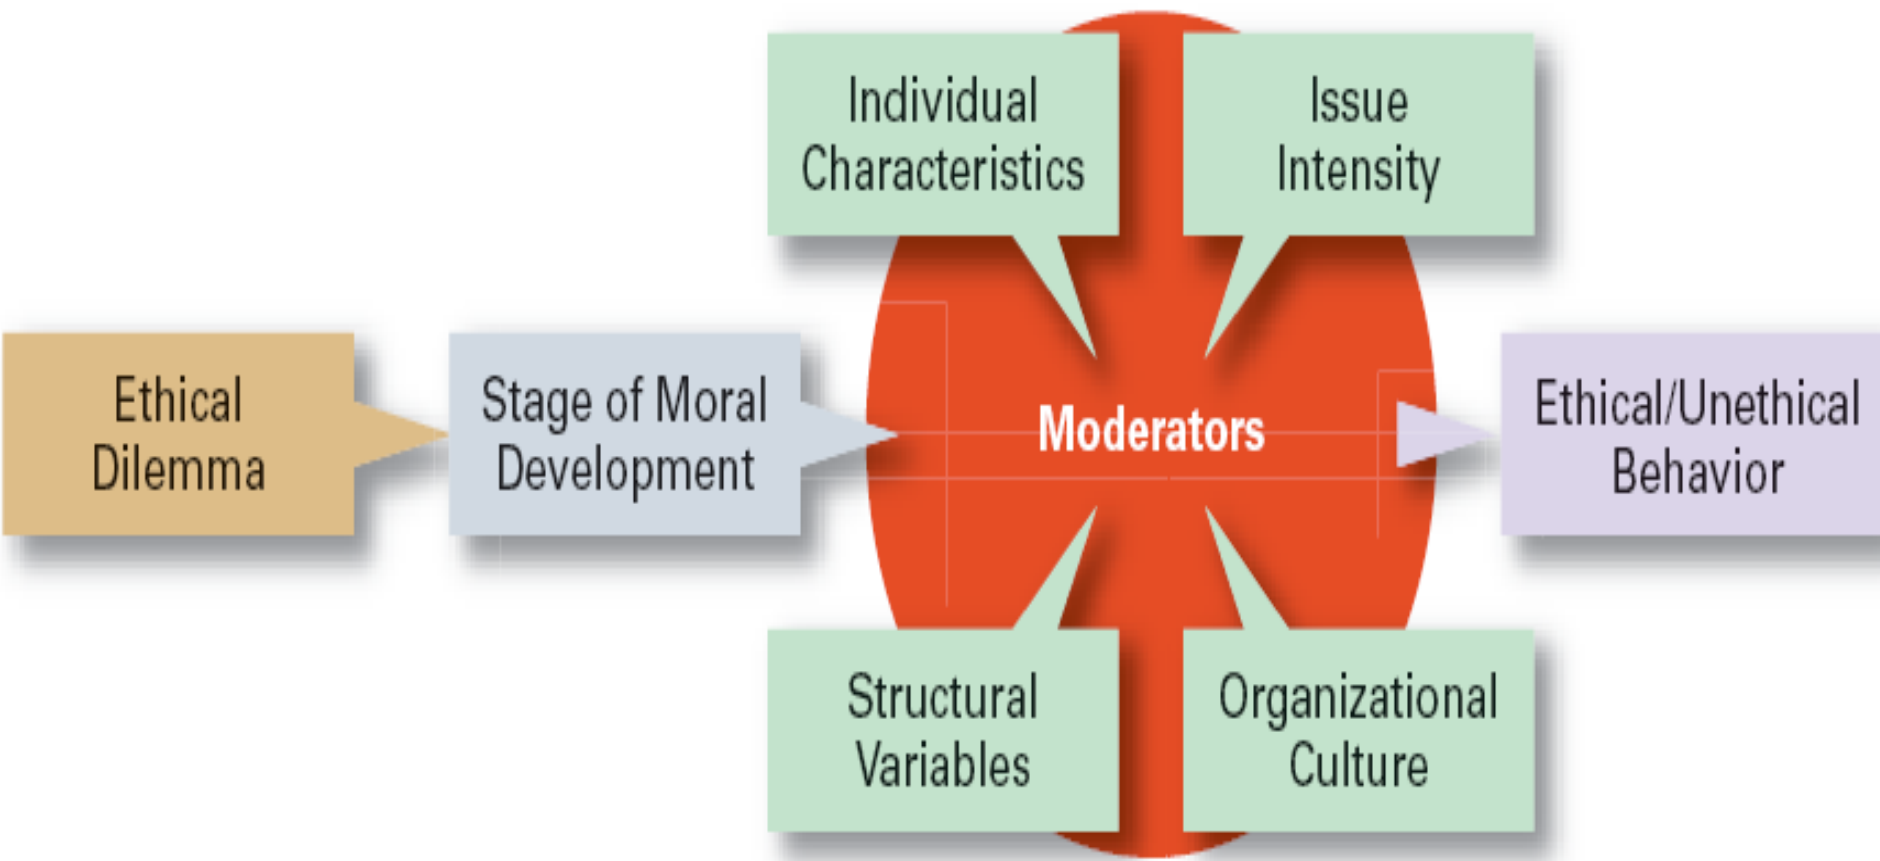 Individual
Characteristics
Issue
Intensity
Ethical
Dilemma
Stage of Moral
Development
Moderators
Ethical/Unethical
Behavior
Structural
Variables
Organizational
Culture